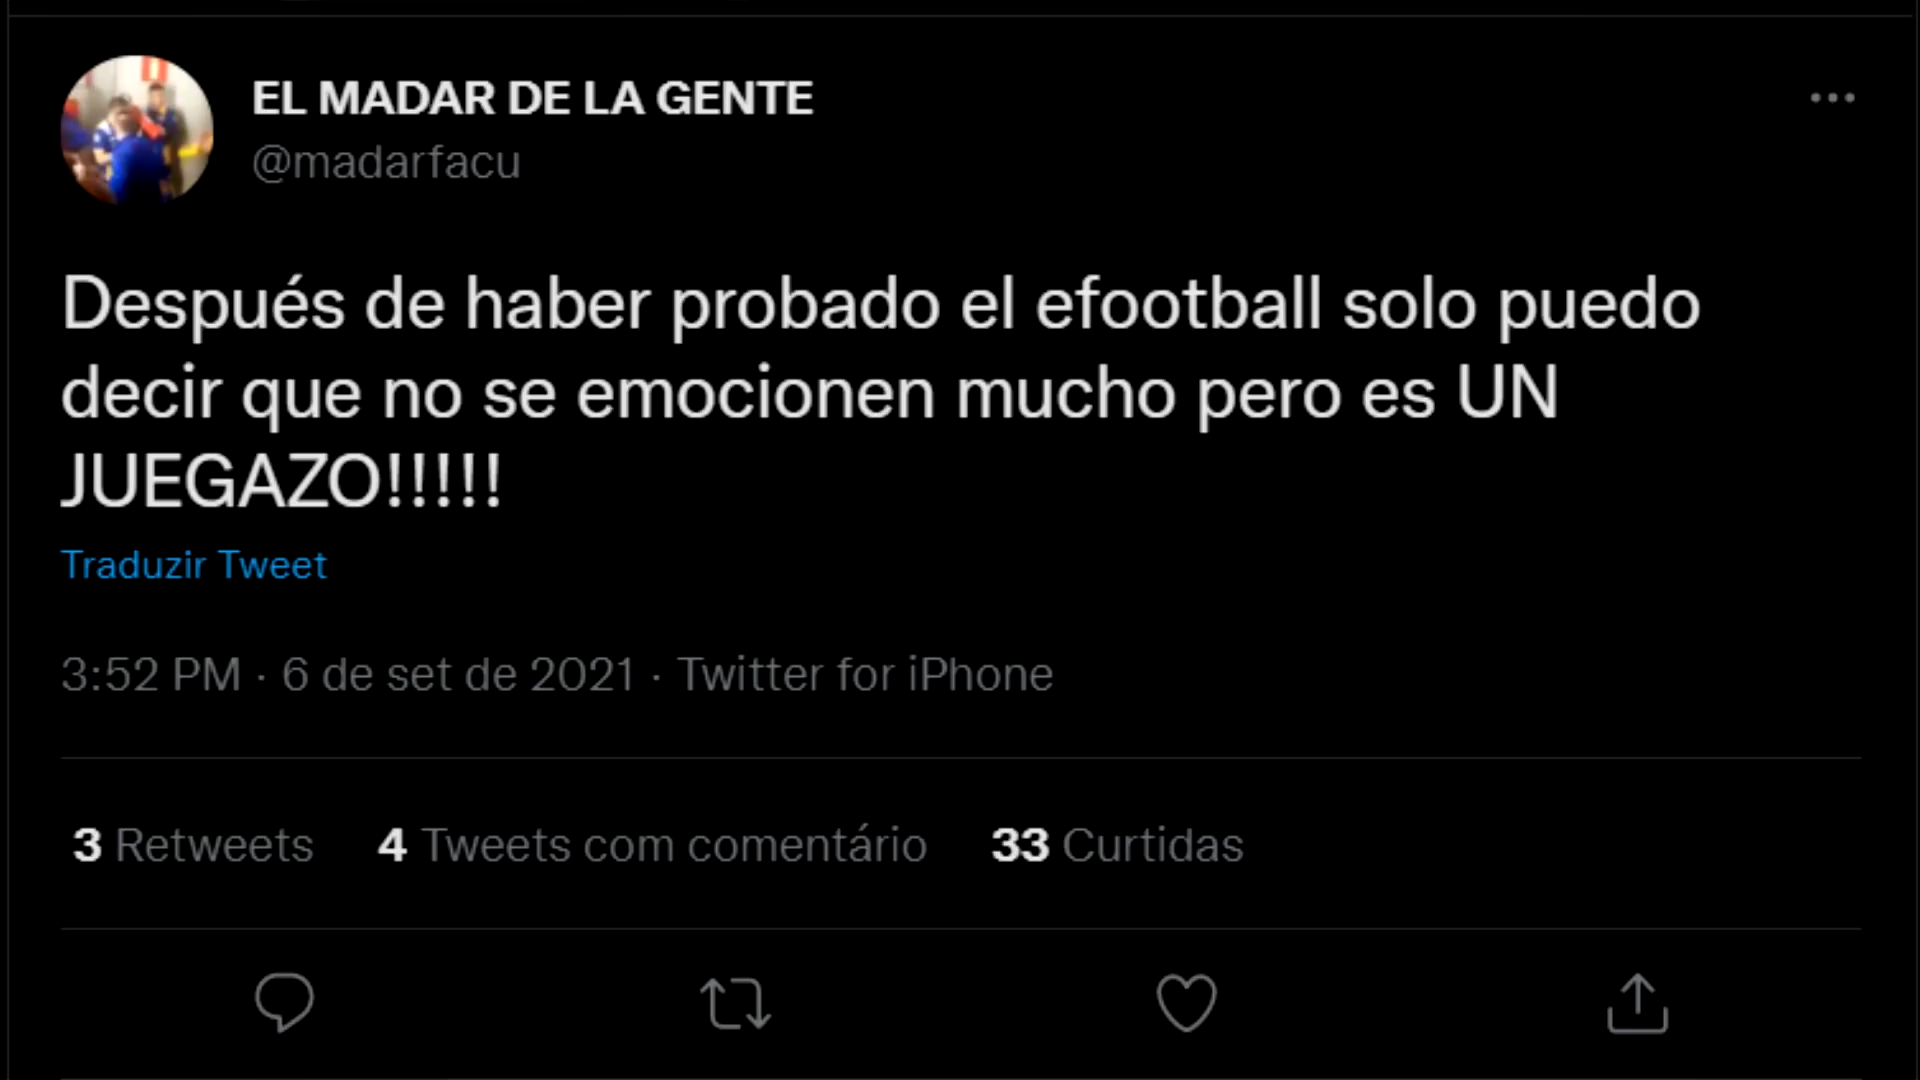 EL MADAR DE LA GENTE
@madarfacu
Después de haber probado el efootball solo puedo
decir que no se emocionen mucho pero es UN
JUEGAZO!!!!!
Traduzir Tweet
3:52 PM · 6 de set de 2021 · Twitter for iPhone
3 Retweets 4 Tweets com comentário 33 Curtidas